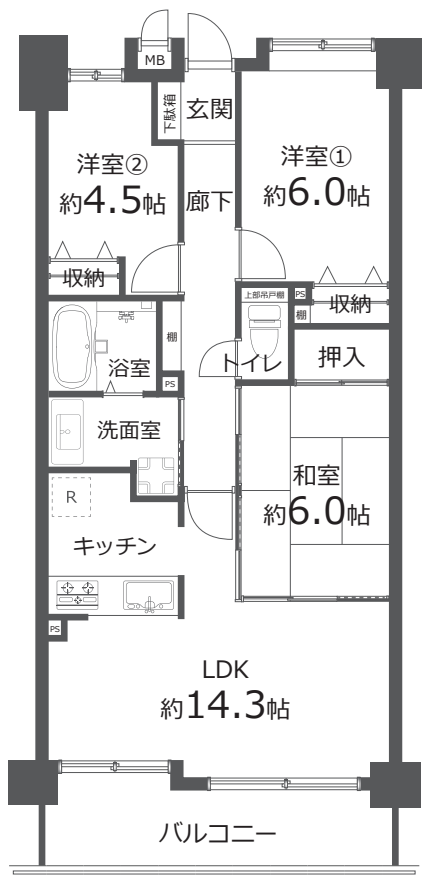 MB
下駄箱
玄関
洋室②
約4.5帖
洋室①
約6.0帖
廊下
収納
上部吊戸棚
PS
収納
棚
棚
浴室
トイレ
押入
PS
洗面室
和室
約6.0帖
R
キッチン
PS
LDK
約14.3帖
バルコニー